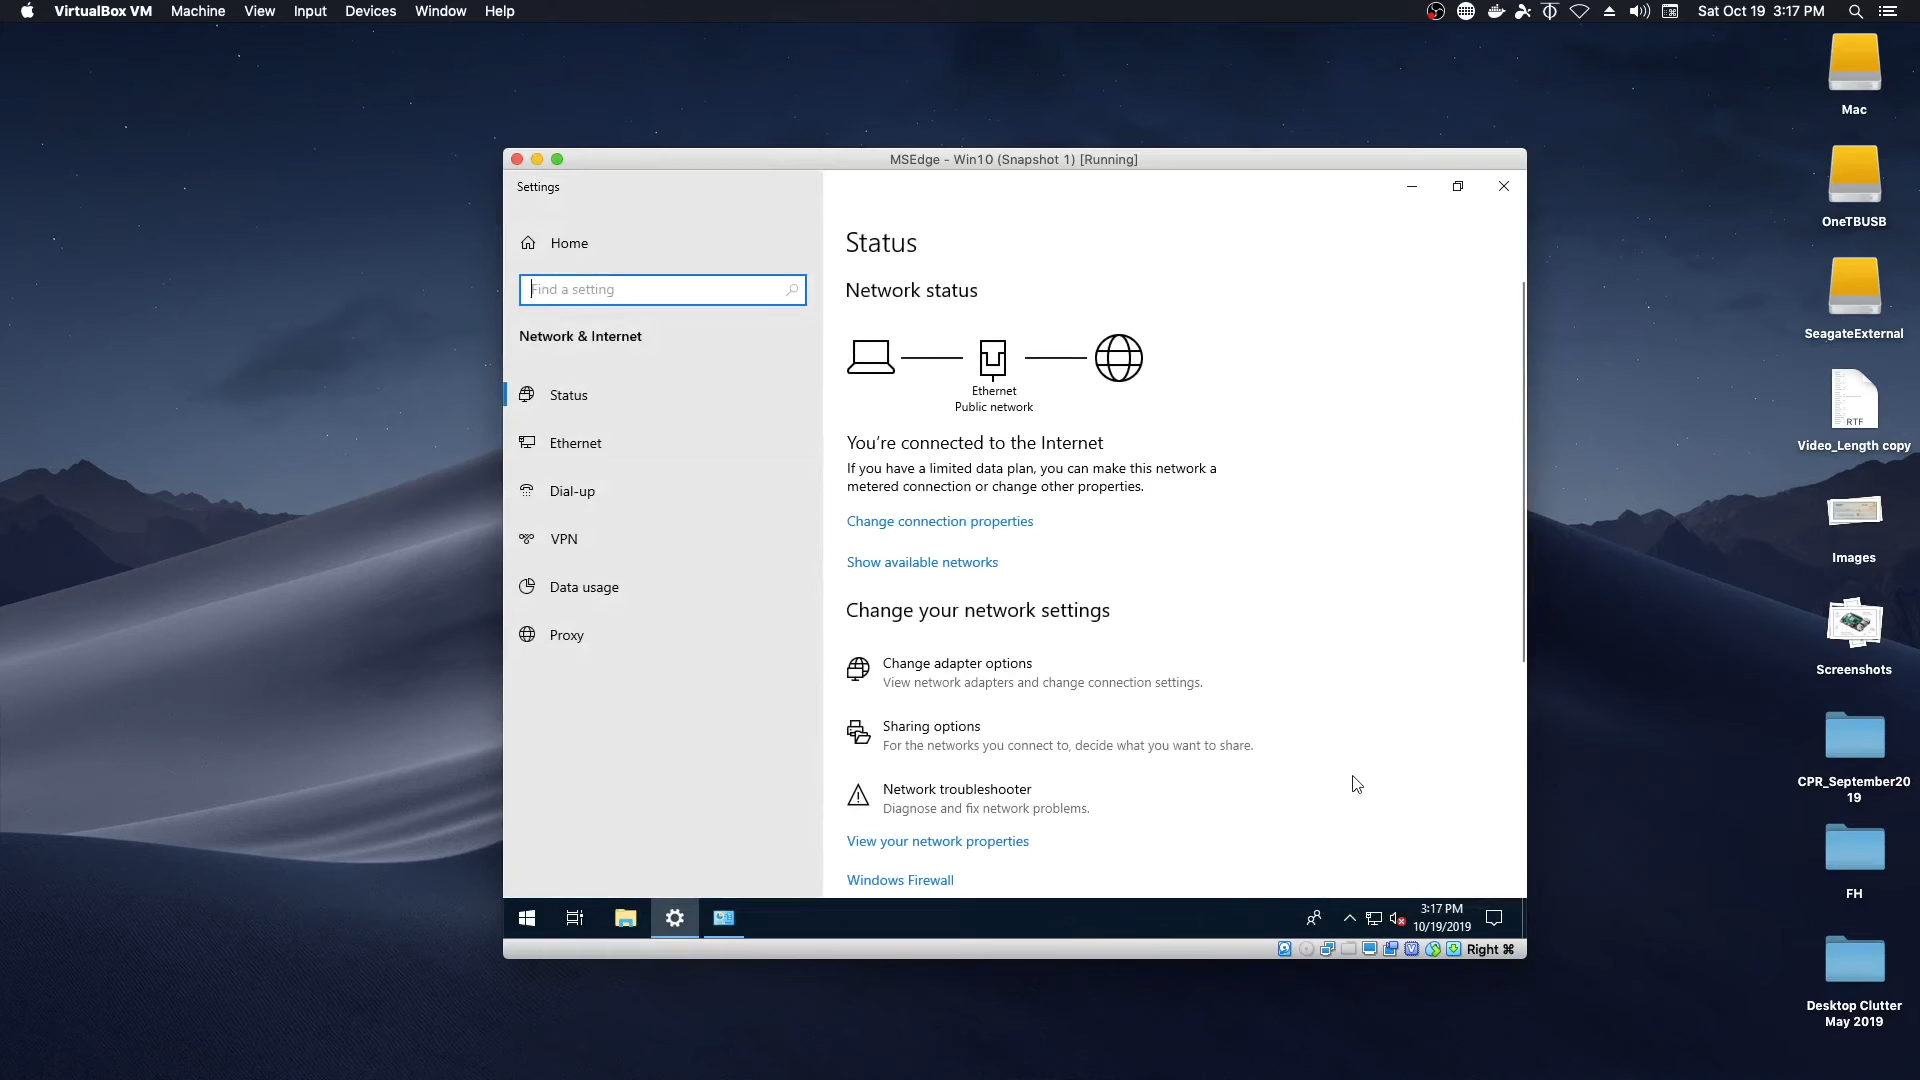 VirtualBox VM Machine View Input Devices Window Help
Sat Oct 19 3:17 PM
Mac
OneTBUSB
SeagateExternal
RTF
Video_Length copy
Images
Screenshots
CPR_September20
19
FH
Desktop Clutter
May 2019
MSEdge - Win10 (Snapshot 1) [Running]
Settings
Home
Find a setting
Network & Internet
Status
Ethernet
Dial-up
VPN
Data usage
Proxy
Status
Network status
Ethernet
Public network
You're connected to the Internet
If you have a limited data plan, you can make this network a
metered connection or change other properties.
Change connection properties
Show available networks
Change your network settings
Change adapter options
View network adapters and change connection settings.
Sharing options
For the networks you connect to, decide what you want to share.
Network troubleshooter
Diagnose and fix network problems.
View your network properties
Windows Firewall
3:17 PM
10/19/2019
Right ⌘